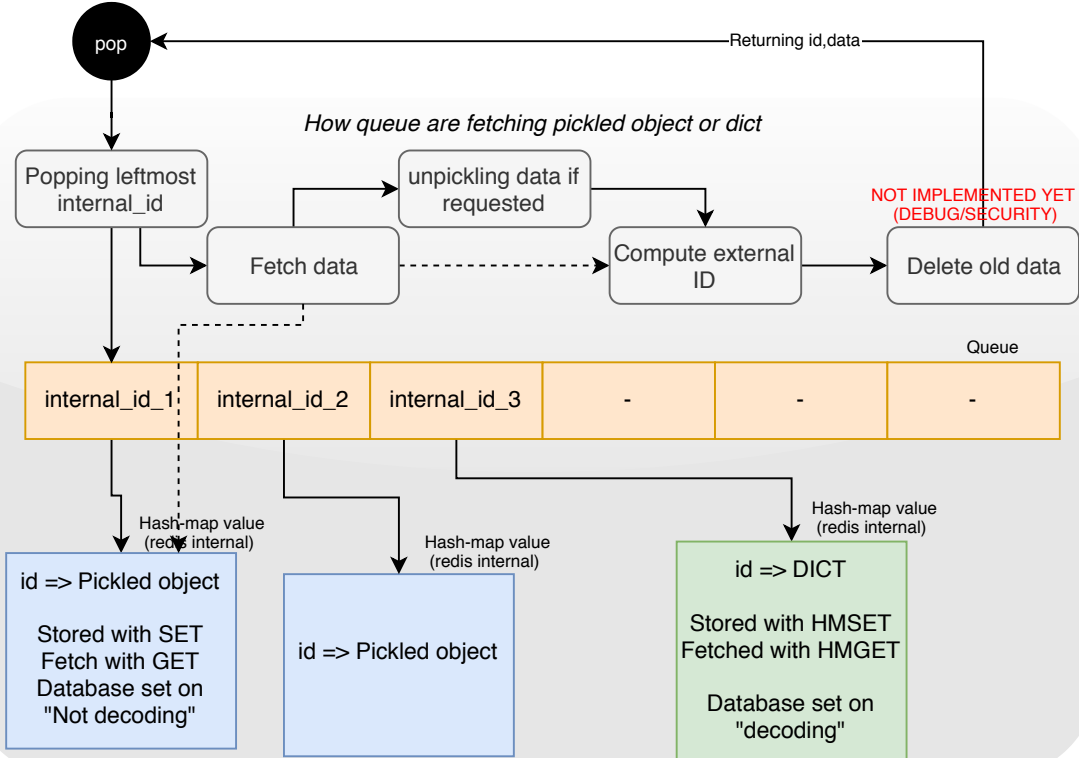 pop
Returning id,data
How queue are fetching pickled object or dict
Popping leftmost
internal_id
unpickling data if
requested
NOT IMPLEMENTED YET
(DEBUG/SECURITY)
Fetch data
Compute external
ID
Delete old data
Queue
internal_id_1
internal_id_2
internal_id_3
-
-
-
Hash-map value
(redis internal)
Hash-map value
(redis internal)
Hash-map value
(redis internal)
id => Pickled object
Stored with SET
Fetch with GET
Database set on
"Not decoding"
id => Pickled object
id => DICT
Stored with HMSET
Fetched with HMGET
Database set on
"decoding"